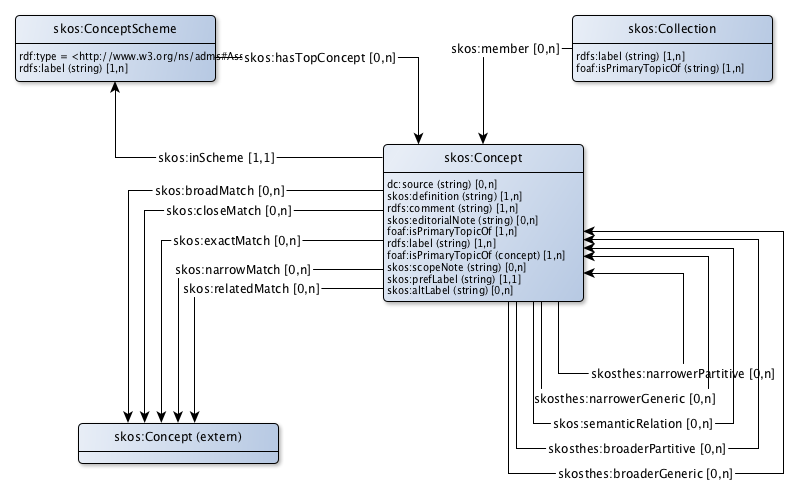 skos:ConceptScheme
rdf:type = <http://www.w3.org/ns/adms#Ass
rdfs:label (string) [1,n]
skos:hasTopConcept [0,n]
skos:member [0,n]
skos:Collection
rdfs:label (string) [1,n]
foaf:isPrimaryTopicOf (string) [1,n]
skos:inScheme [1,1]
skos:broadMatch [0,n]
skos:closeMatch [0,n]
skos:exactMatch [0,n]
skos:narrowMatch [0,n]
skos:relatedMatch [0,n]
skos:Concept
dc:source (string) [0,n]
skos:definition (string) [1,n]
rdfs:comment (string) [1,n]
skos:editorialNote (string) [0,n]
foaf:isPrimaryTopicOf [1,n]
rdfs:label (string) [1,n]
foaf:isPrimaryTopicOf (concept) [1,n]
skos:scopeNote (string) [0,n]
skos:prefLabel (string) [1,1]
skos:altLabel (string) [0,n]
skosthes:narrowerPartitive [0,n]
skosthes:narrowerGeneric [0,n]
skos:semanticRelation [0,n]
skosthes:broaderPartitive [0,n]
skosthes:broaderGeneric [0,n]
skos:Concept (extern)